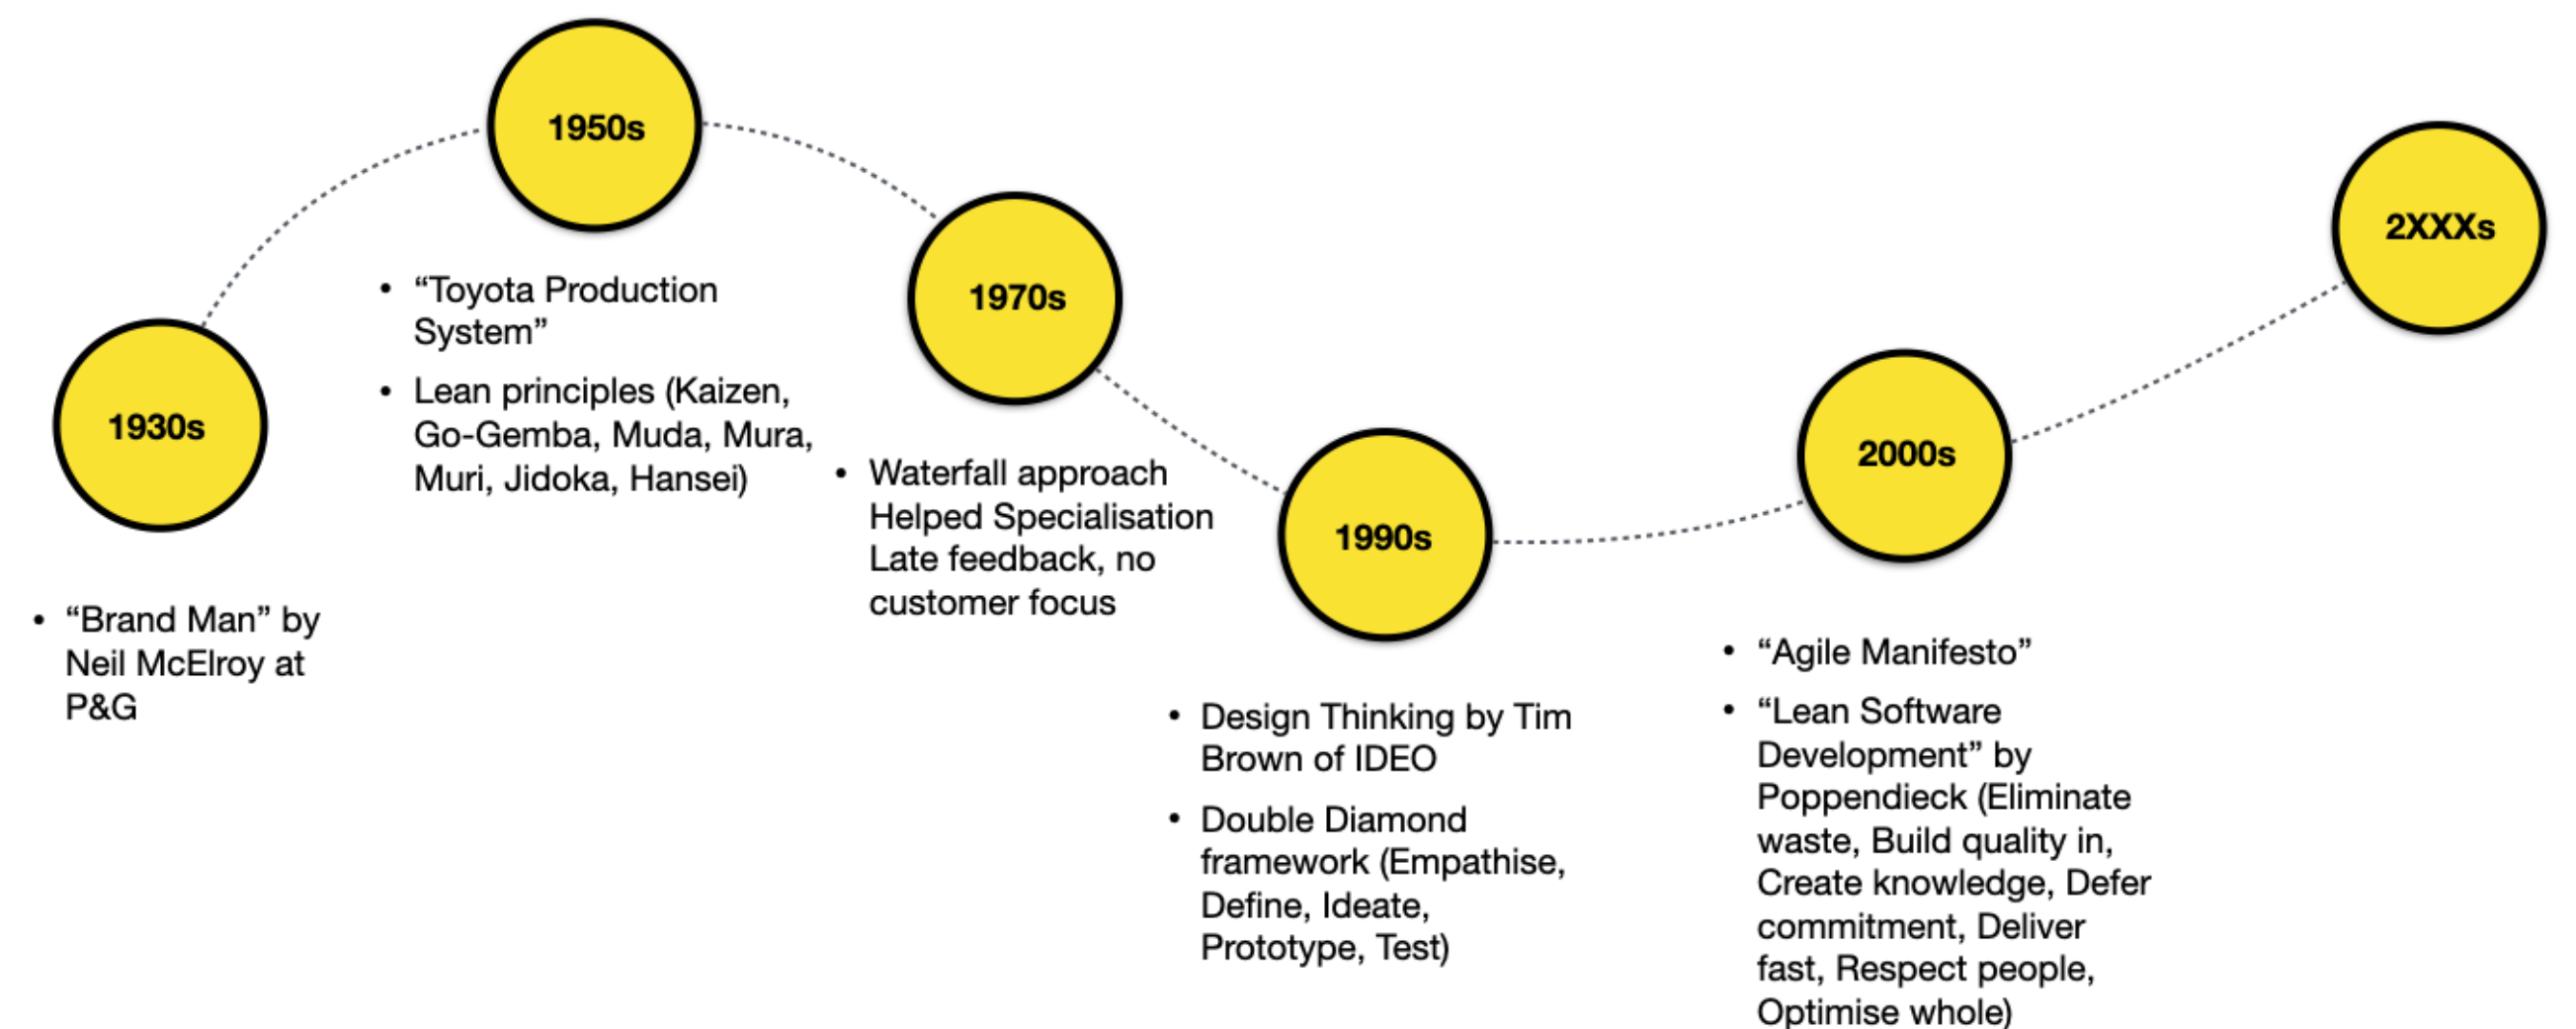 1930s
• “Brand Man” by
Neil McElroy at
P&G
1950s
• “Toyota Production
System”
• Lean principles (Kaizen,
Go-Gemba, Muda, Mura,
Muri, Jidoka, Hansei)
1970s
• Waterfall approach
Helped Specialisation
Late feedback, no
customer focus
1990s
• Design Thinking by Tim
Brown of IDEO
• Double Diamond
framework (Empathise,
Define, Ideate,
Prototype, Test)
2000s
• “Agile Manifesto”
• “Lean Software
Development” by
Poppendieck (Eliminate
waste, Build quality in,
Create knowledge, Defer
commitment, Deliver
fast, Respect people,
Optimise whole)
2XXXs